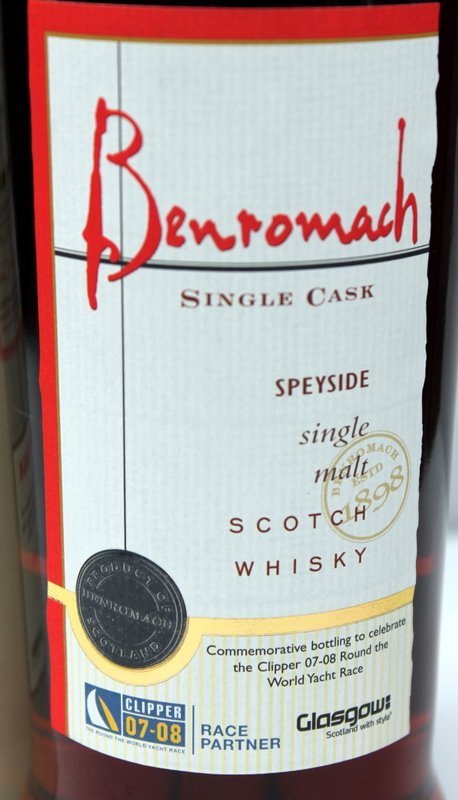 Benromach
SINGLE CASK
SPEYSIDE
single
malt
BENROMACH
ESTD
1898
SCOTCH
WHISKY
PRODUCT OF
BENROMACH
SCOTLAND
Commemorative bottling to celebrate
the Clipper 07-08 Round the
World Yacht Race
CLIPPER
07-08
THE ROUND THE WORLD YACHT RACE
RACE
PARTNER
Glasgow:
Scotland with style